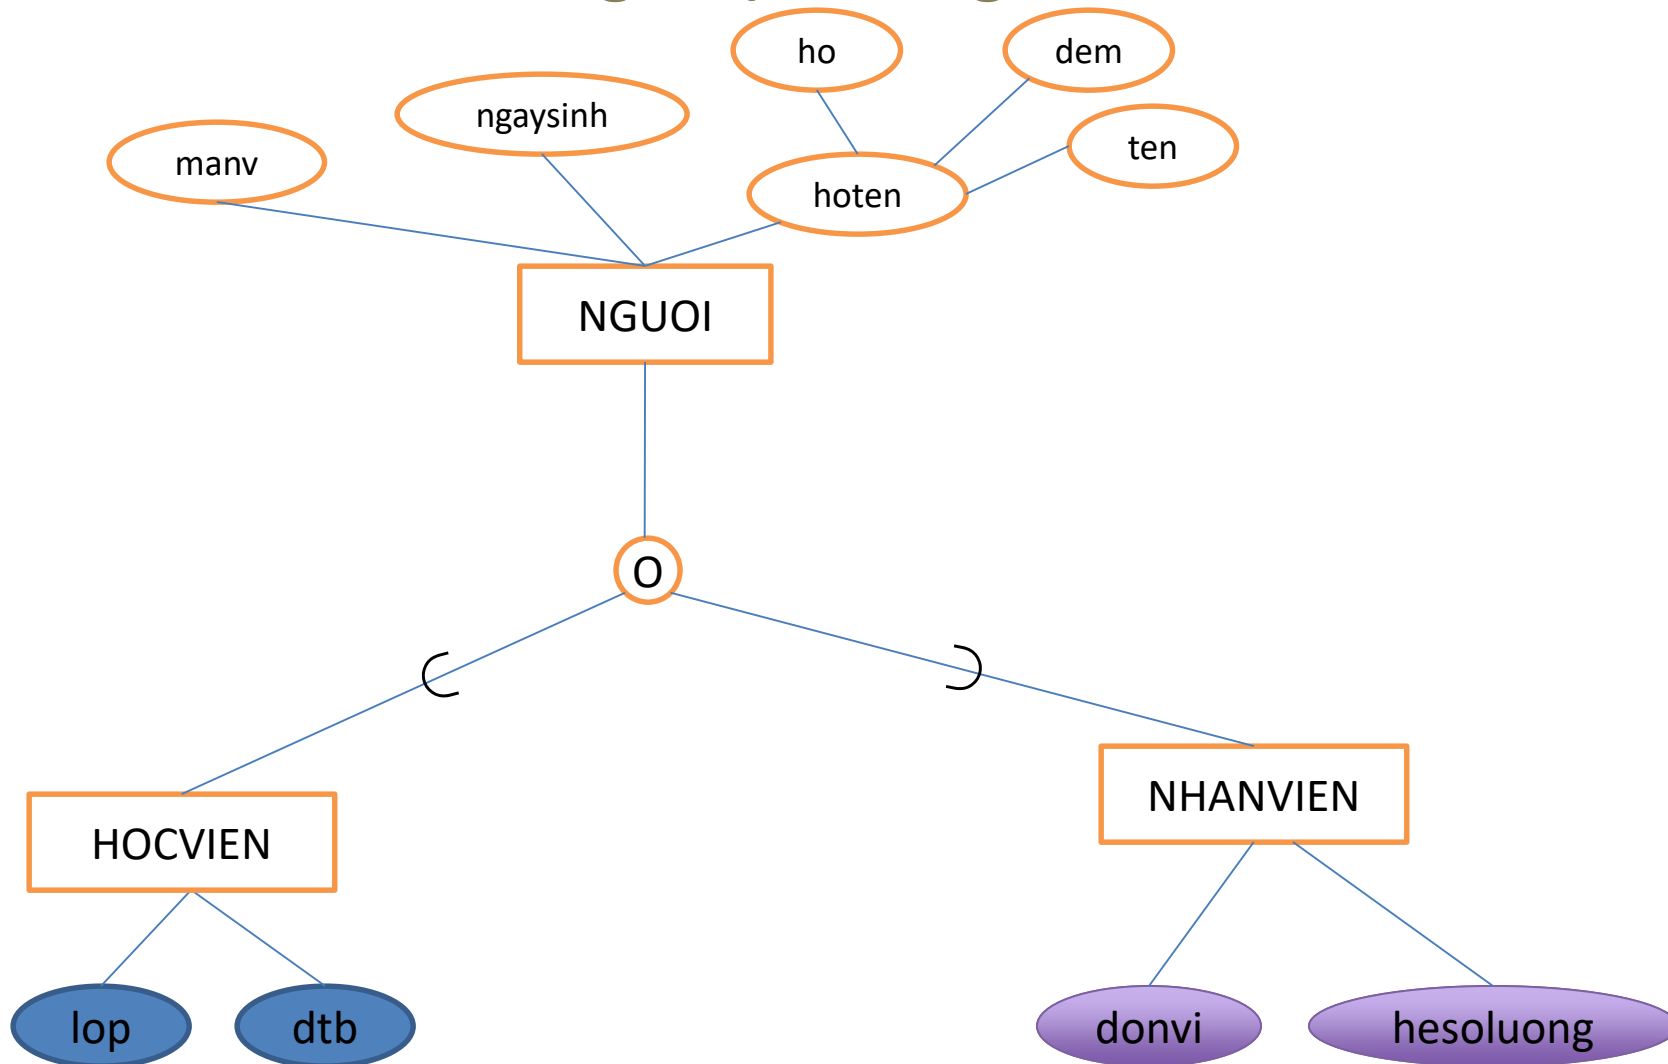 ho
dem
ngaysinh
ten
manv
hoten
NGUOI
O
NHANVIEN
HOCVIEN
lop
dtb
donvi
hesoluong